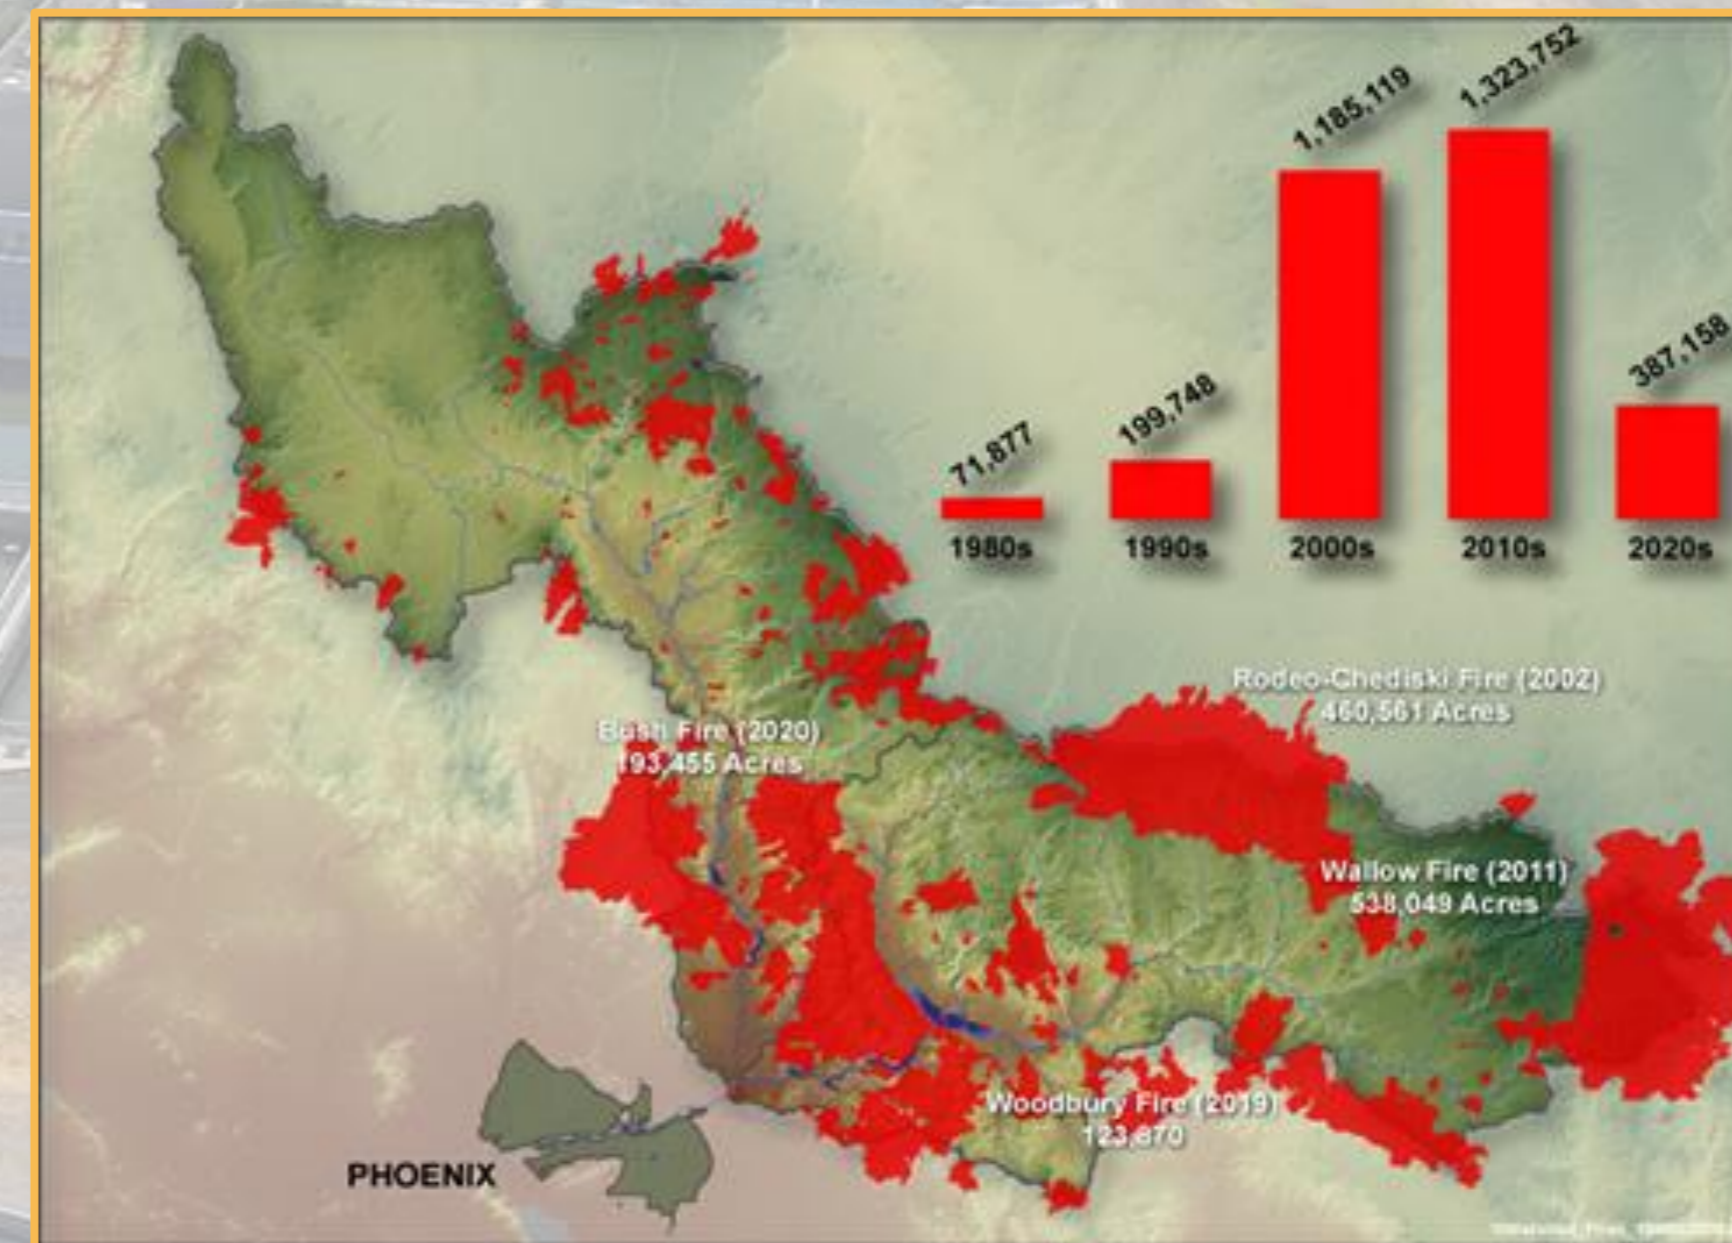 1,323,752
1,185,119
387,158
199,748
71,877
1980s
1990s
2000s
2010s
2020s
Rodeo-Chediski Fire (2002)
460,561 Acres
Bush Fire (2020)
193,455 Acres
Wallow Fire (2011)
538,049 Acres
Woodbury Fire (2019)
123,870
PHOENIX